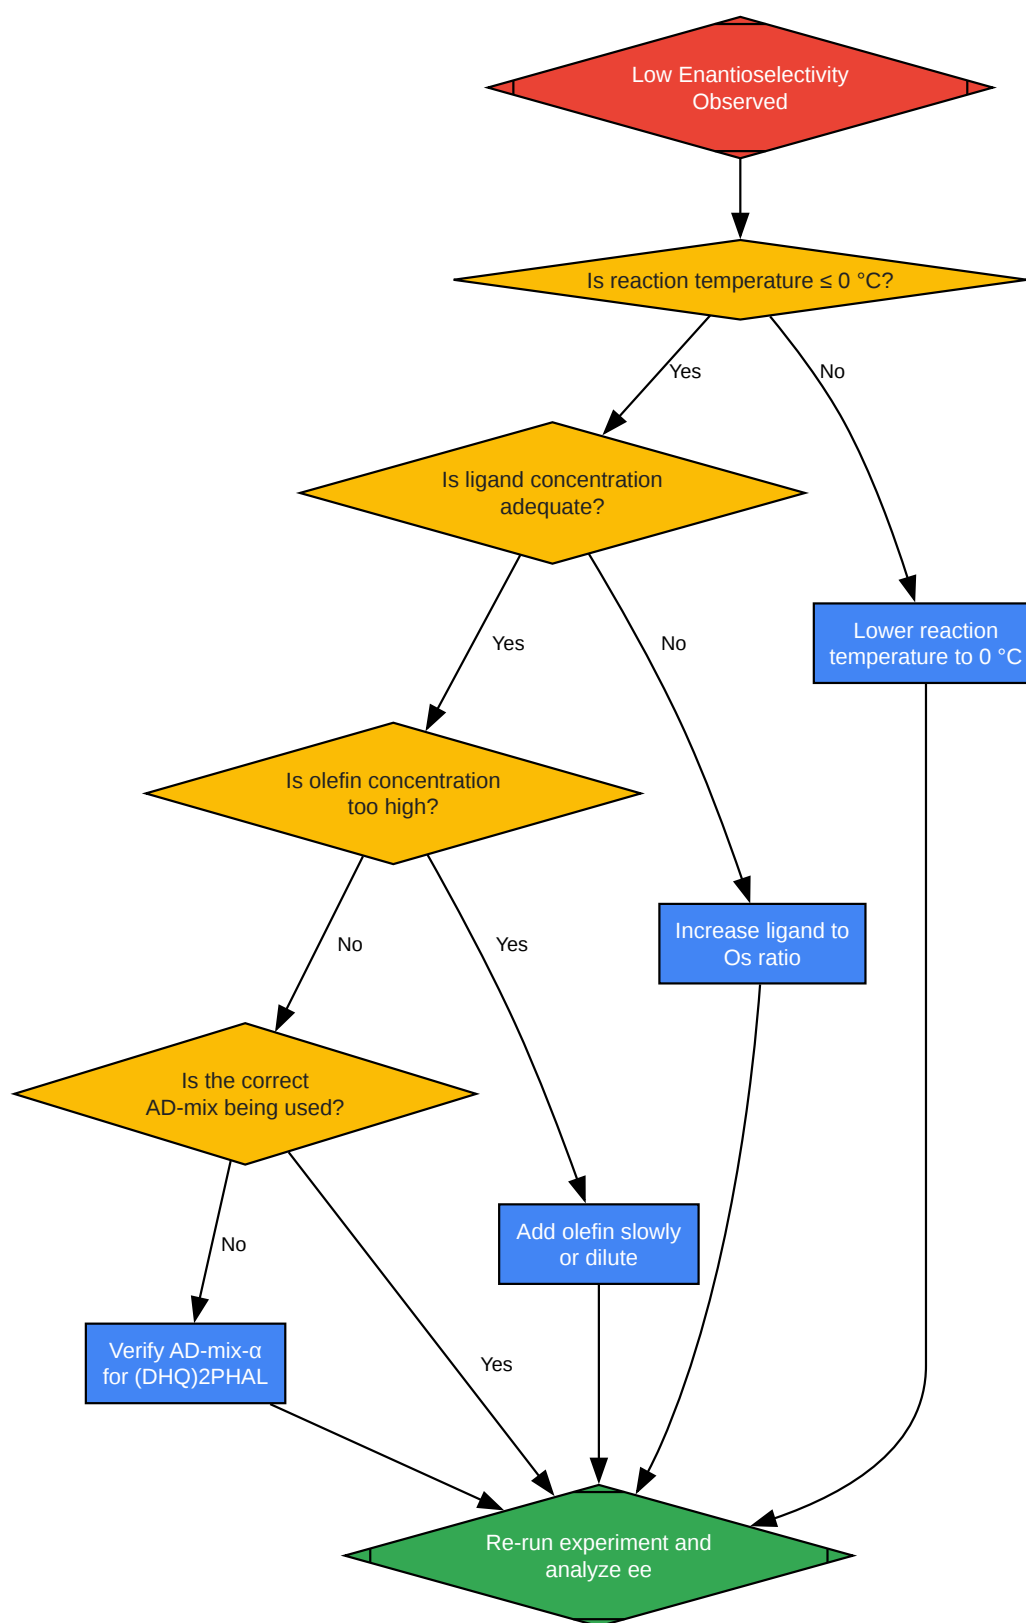 Low Enantioselectivity
Observed
Is reaction temperature ≤ 0 °C?
Yes
No
Is ligand concentration
adequate?
Lower reaction
temperature to 0 °C
Yes
No
Is olefin concentration
too high?
Increase ligand to
Os ratio
No
Yes
Is the correct
AD-mix being used?
Add olefin slowly
or dilute
No
Verify AD-mix-α
for (DHQ)2PHAL
Yes
Re-run experiment and
analyze ee